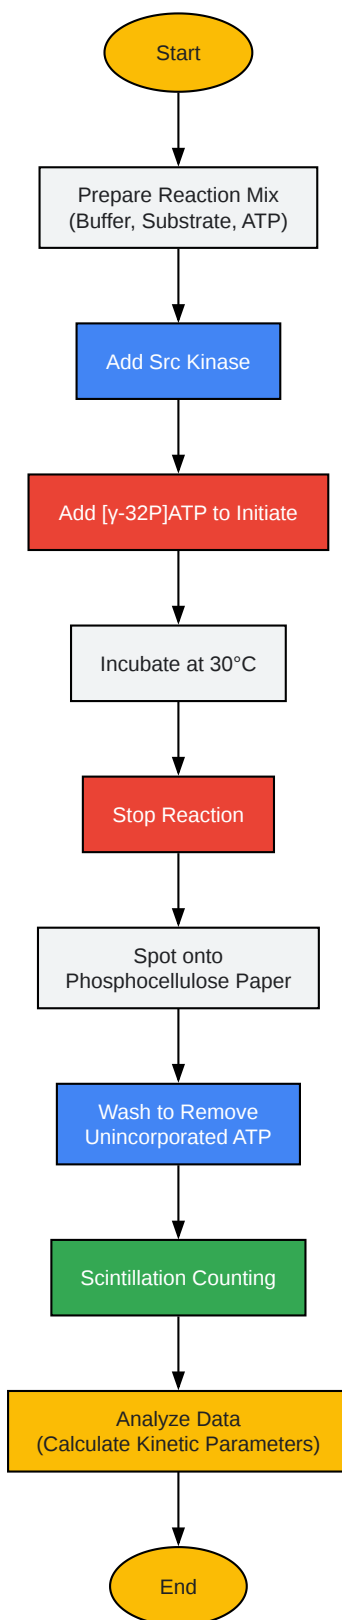 Start
Prepare Reaction Mix
(Buffer, Substrate, ATP)
Add Src Kinase
Add [γ-32P]ATP to Initiate
Incubate at 30°C
Stop Reaction
Spot onto
Phosphocellulose Paper
Wash to Remove
Unincorporated ATP
Scintillation Counting
Analyze Data
(Calculate Kinetic Parameters)
End